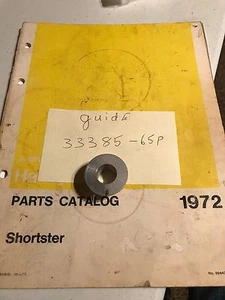 guide
33385-65P
PARTS CATALOG 1972
Shortster